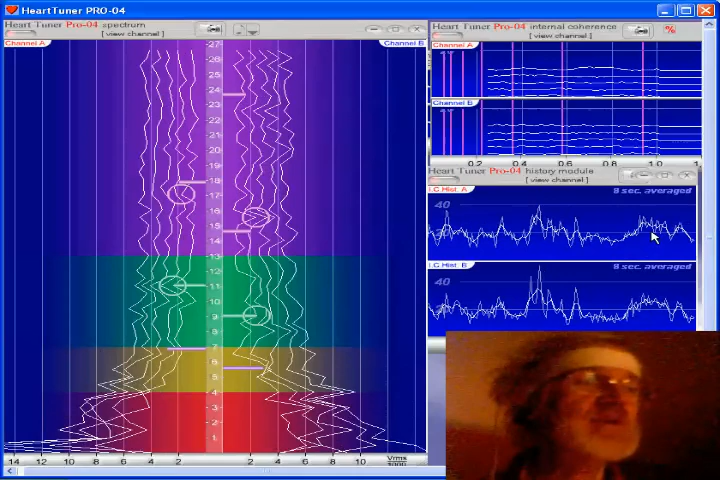 HeartTuner PRO-04
Heart Tuner Pro-04 spectrum
[ view channel ]
Channel A
Channel B
27
26
25
24
23
22
21
20
19
18
17
16
15
14
13
12
11
10
9
8
7
6
5
4
3
2
1
14 12 10 8 6 4 2 2 4 6 8 10
Vrms
1000
Heart Tuner Pro-04 internal coherence
[ view channel ]
%
Channel A
Channel B
0.2 0.4 0.6 0.8 1.0
Heart Tuner Pro-04 history module
[ view channel ]
I.C.Hist. A
8 sec. averaged
40
I.C.Hist. B
8 sec. averaged
40